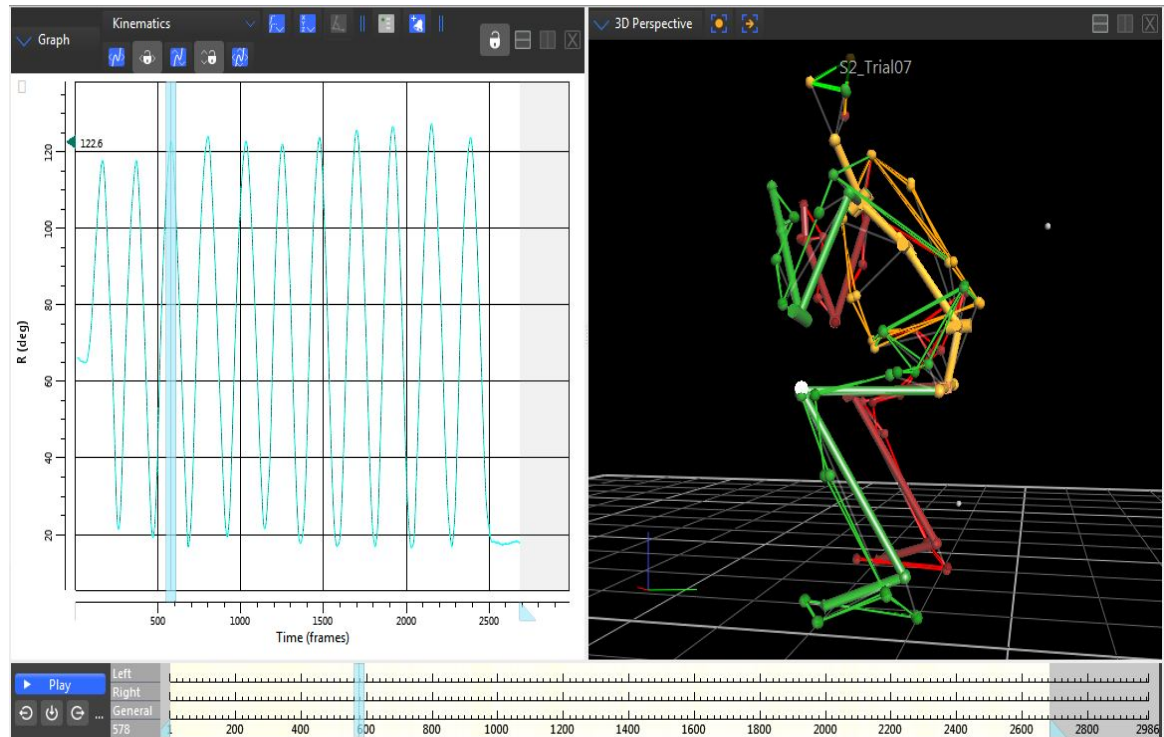 Graph
Kinematics
3D Perspective
S2_Trial07
122.6
120
100
80
60
40
20
R (deg)
500 1000 1500 2000 2500
Time (frames)
Play
Left
Right
General
578
1 200 400 600 800 1000 1200 1400 1600 1800 2000 2200 2400 2600 2800 2986
...